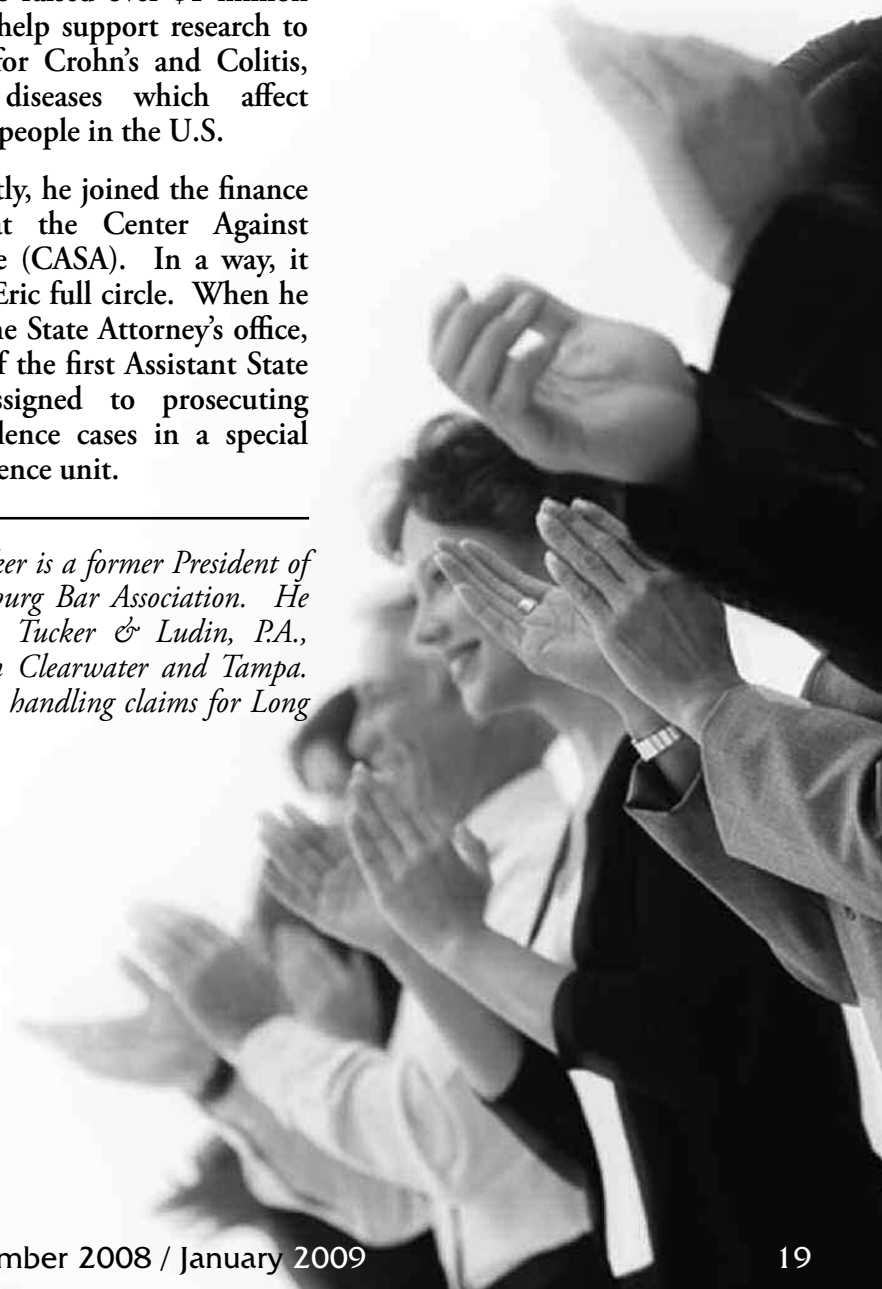 help support research to
for Crohn's and Colitis,
diseases which affect
people in the U.S.
tly, he joined the finance
at the Center Against
e (CASA). In a way, it
Eric full circle. When he
he State Attorney's office,
f the first Assistant State
ssigned to prosecuting
lence cases in a special
ence unit.
ker is a former President of
ourg Bar Association. He
Tucker & Ludin, P.A.,
n Clearwater and Tampa.
handling claims for Long
mber 2008 / January 2009
19